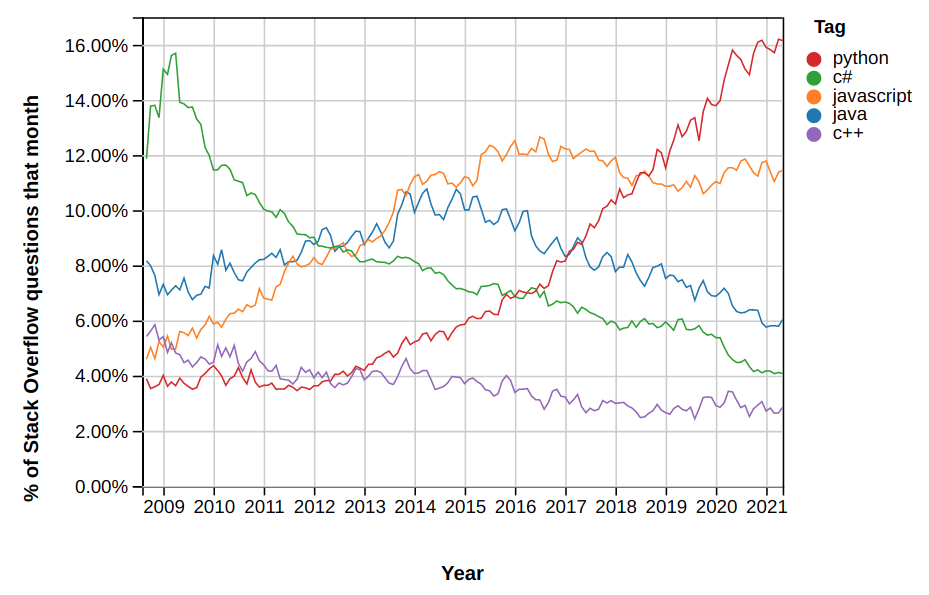 % of Stack Overflow questions that month
16.00%
14.00%
12.00%
10.00%
8.00%
6.00%
4.00%
2.00%
0.00%
2009 2010 2011 2012 2013 2014 2015 2016 2017 2018 2019 2020 2021
Year
Tag
python
c#
javascript
java
c++